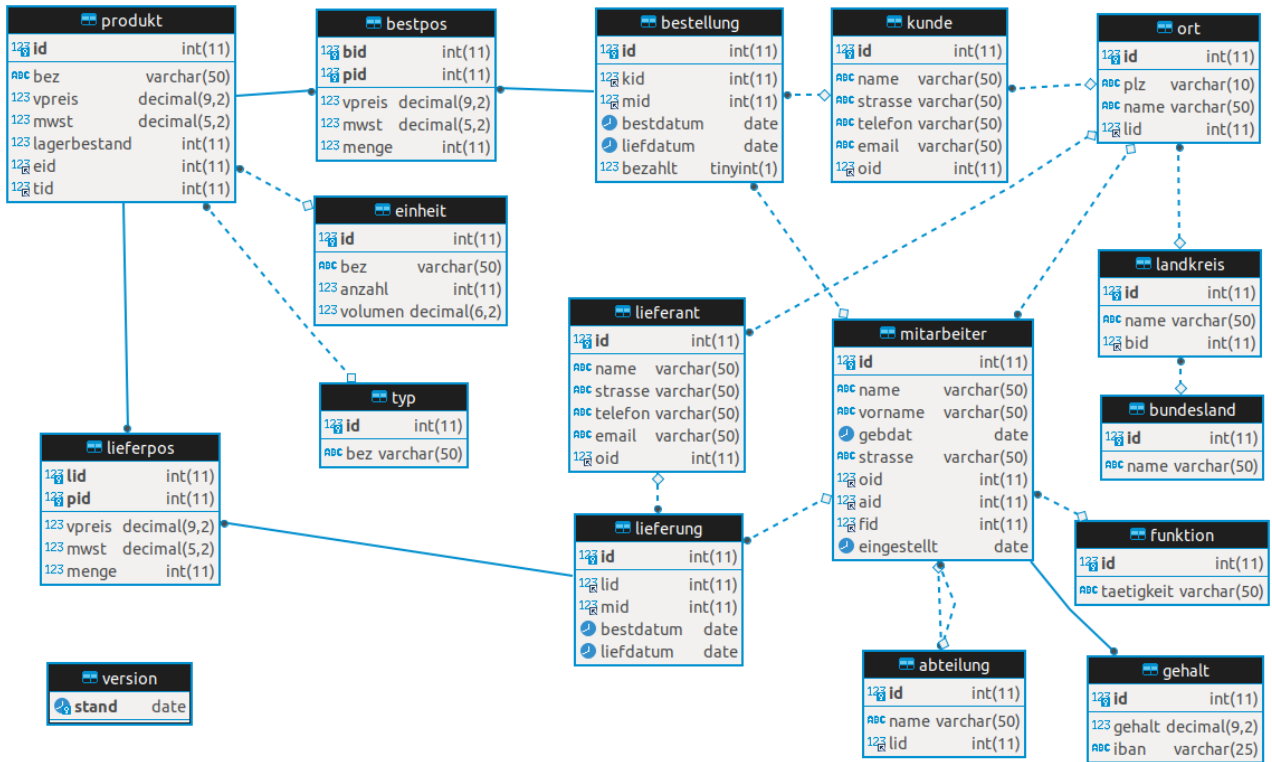 produkt
id int(11)
bez varchar(50)
vpreis decimal(9,2)
mwst decimal(5,2)
lagerbestand int(11)
eid int(11)
tid int(11)
bestpos
bid int(11)
pid int(11)
vpreis decimal(9,2)
mwst decimal(5,2)
menge int(11)
bestellung
id int(11)
kid int(11)
mid int(11)
bestdatum date
liefdatum date
bezahlt tinyint(1)
kunde
id int(11)
name varchar(50)
strasse varchar(50)
telefon varchar(50)
email varchar(50)
oid int(11)
ort
id int(11)
plz varchar(10)
name varchar(50)
lid int(11)
einheit
id int(11)
bez varchar(50)
anzahl int(11)
volumen decimal(6,2)
landkreis
id int(11)
name varchar(50)
bid int(11)
lieferant
id int(11)
name varchar(50)
strasse varchar(50)
telefon varchar(50)
email varchar(50)
oid int(11)
mitarbeiter
id int(11)
name varchar(50)
vorname varchar(50)
gebdat date
strasse varchar(50)
oid int(11)
aid int(11)
fid int(11)
eingestellt date
typ
id int(11)
bez varchar(50)
bundesland
id int(11)
name varchar(50)
lieferpos
lid int(11)
pid int(11)
vpreis decimal(9,2)
mwst decimal(5,2)
menge int(11)
lieferung
id int(11)
lid int(11)
mid int(11)
bestdatum date
liefdatum date
funktion
id int(11)
taetigkeit varchar(50)
version
stand date
abteilung
id int(11)
name varchar(50)
lid int(11)
gehalt
id int(11)
gehalt decimal(9,2)
iban varchar(25)